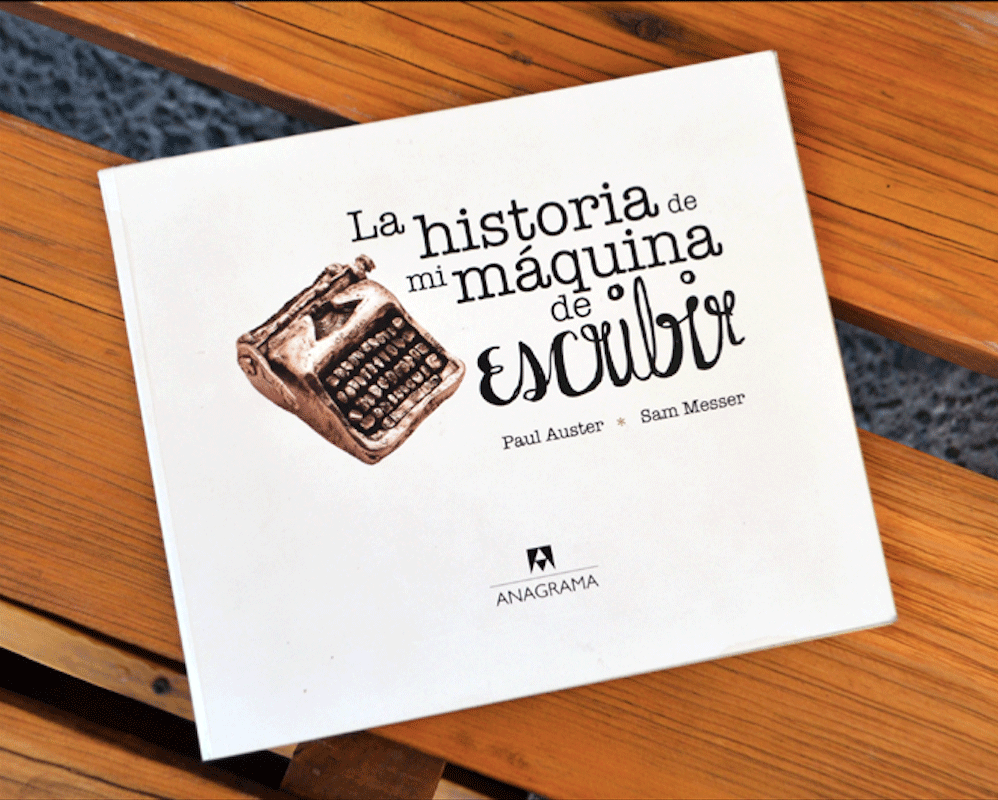 La historia de
mi máquina
de
escribir
Paul Auster * Sam Messer
ANAGRAMA